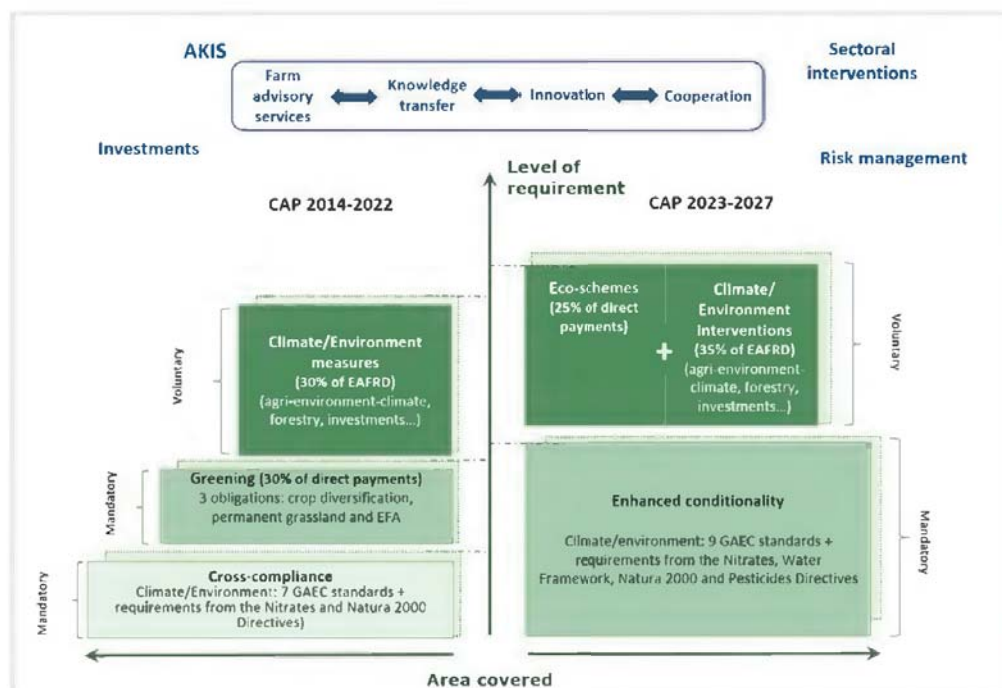 AKIS
Sectoral
interventions
Farm
advisory
services
Knowledge
transfer
Innovation
Cooperation
Investments
Risk management
Level of
requirement
CAP 2014-2022
CAP 2023-2027
Voluntary
Climate/Environment
measures
(30% of EAFRD)
(agri-environment-climate,
forestry, investments...)
Mandatory
Greening (30% of direct payments)
3 obligations: crop diversification,
permanent grassland and EFA
Mandatory
Cross-compliance
Climate/Environment: 7 GAEC standards +
requirements from the Nitrates and Natura 2000
Directives)
Eco-schemes
(25% of direct
payments)
+
Climate/
Environment
Interventions
(35% of EAFRD)
(agri-environment-
climate, forestry,
investments...)
Voluntary
Enhanced conditionality
Climate/environment: 9 GAEC standards +
requirements from the Nitrates, Water
Framework, Natura 2000 and Pesticides Directives
Mandatory
Area covered